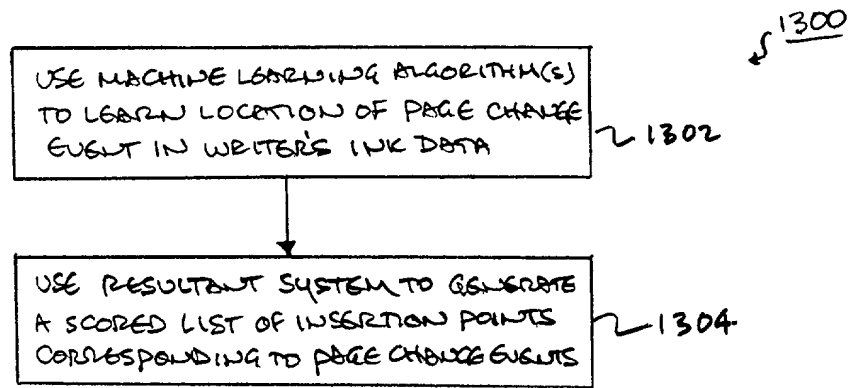 1300
USE MACHINE LEARNING ALGORITHM(S)
TO LEARN LOCATION OF PAGE CHANGE
EVENT IN WRITER'S INK DATA
1302
USE RESULTANT SYSTEM TO GENERATE
A SCORED LIST OF INSERTION POINTS
CORRESPONDING TO PAGE CHANGE EVENTS
1304